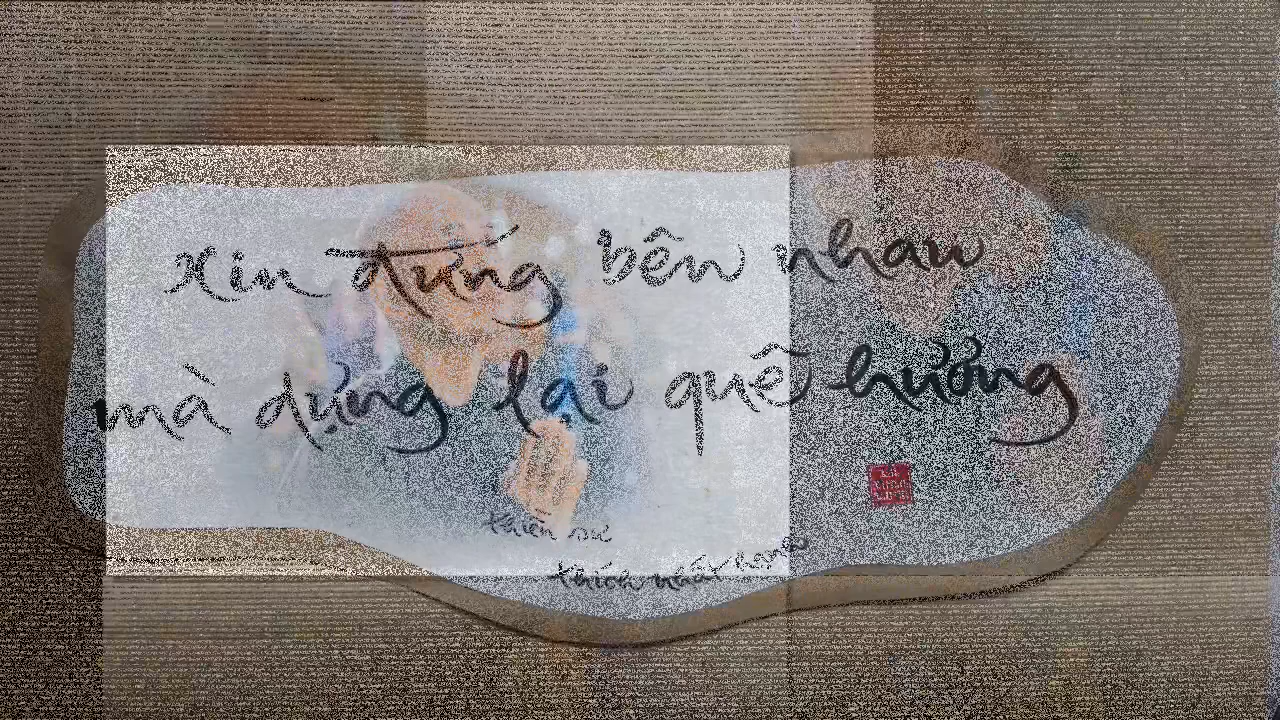 Xin đứng bên nhau
mà dựng lại quê hương
thiền sư
thích nhất hạnh